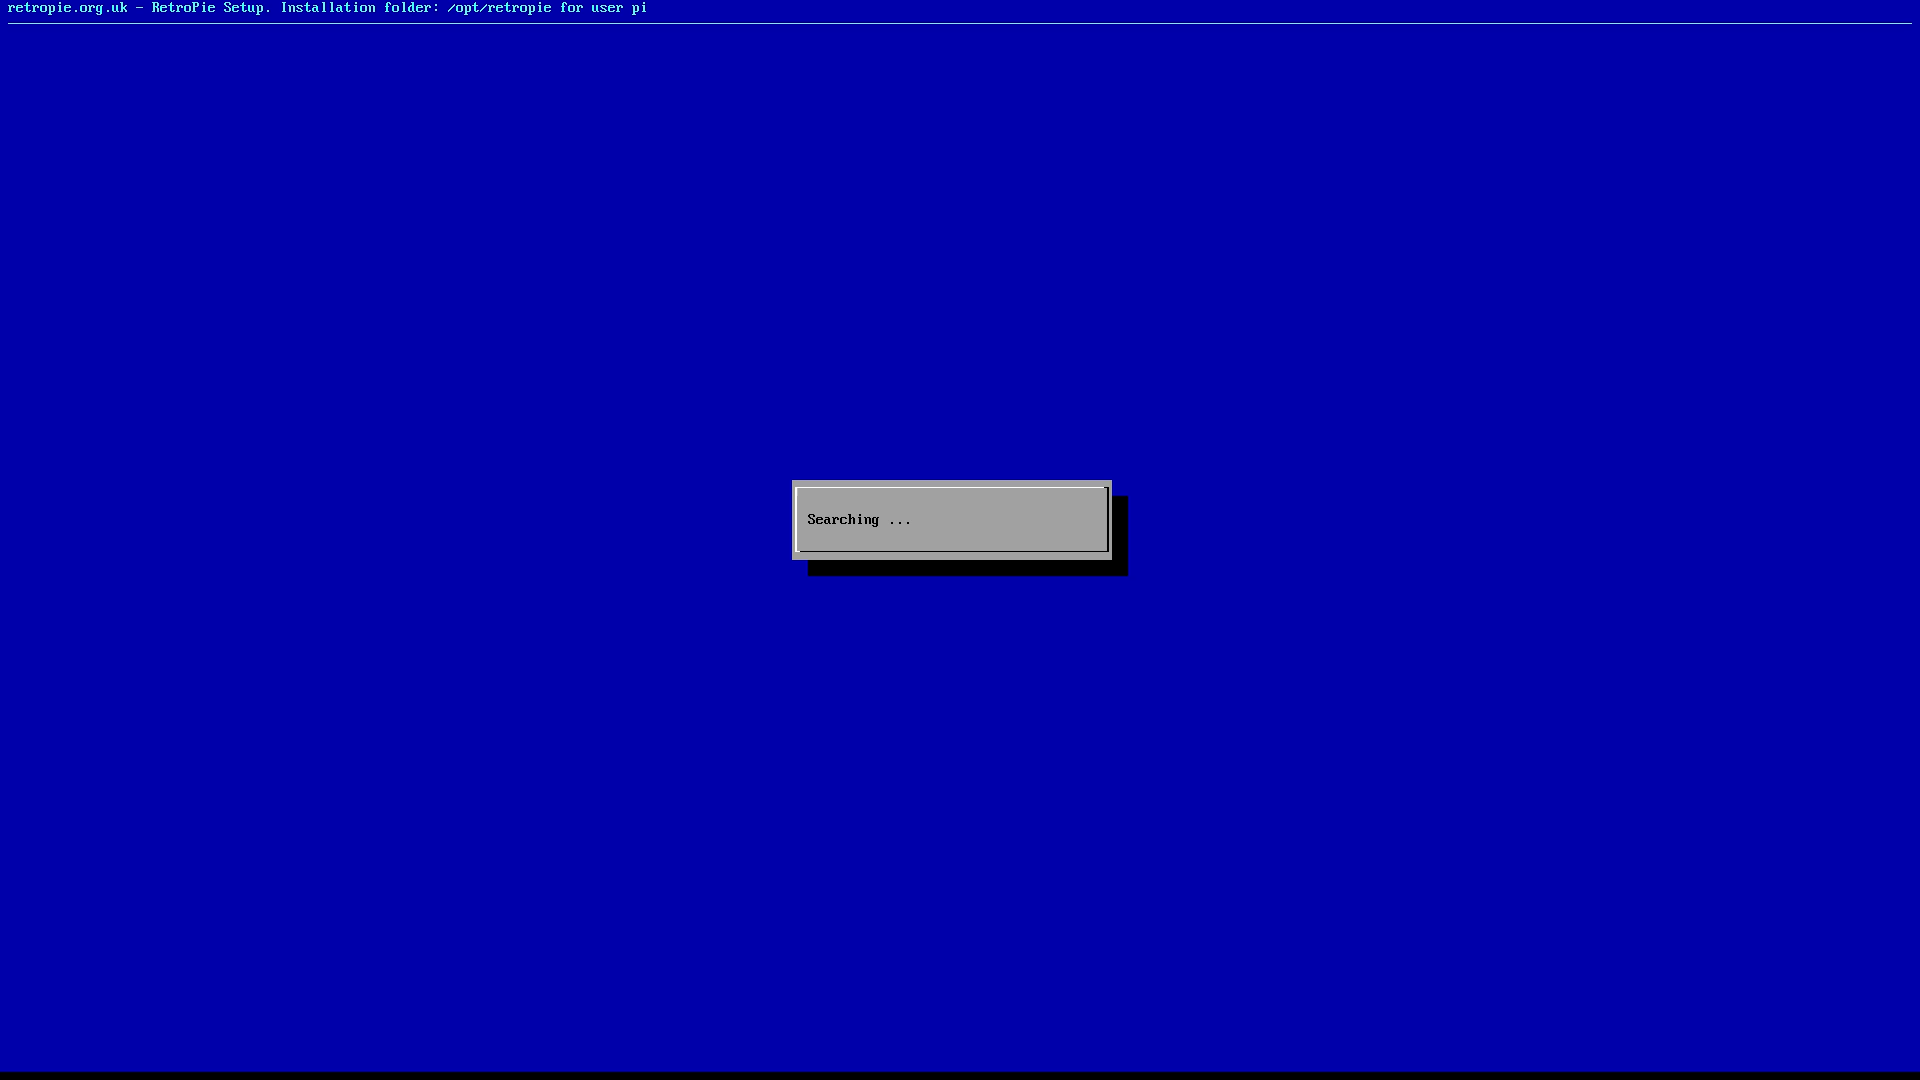 retropie.org.uk - RetroPie Setup. Installation folder: /opt/retropie for user pi
Searching ...